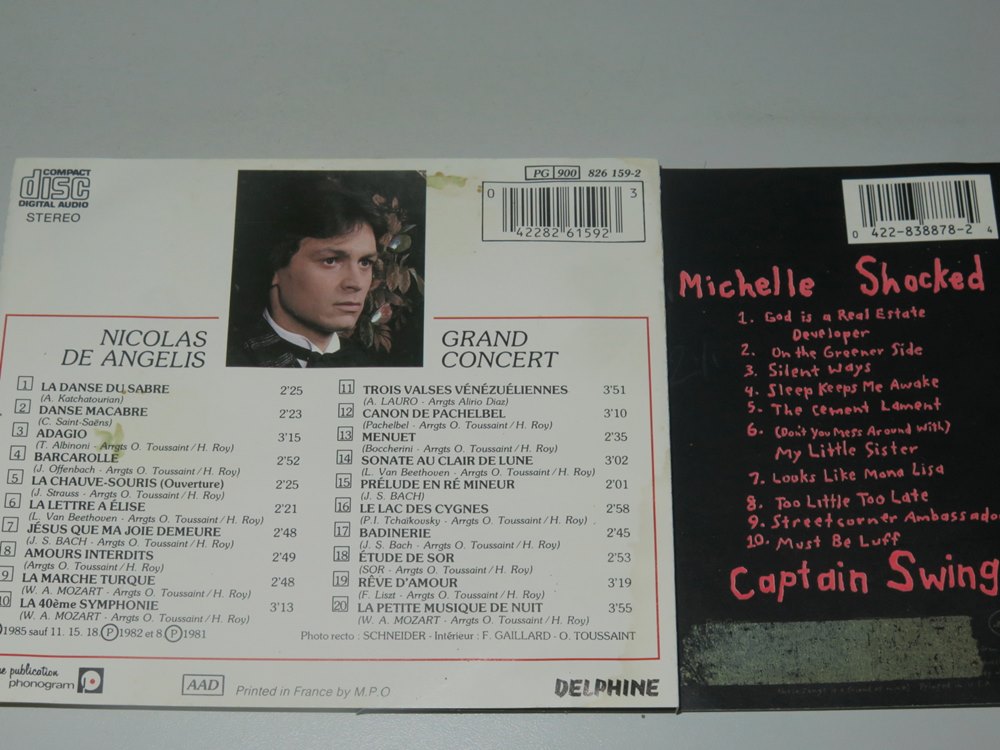 COMPACT
disc
DIGITAL AUDIO
STEREO
PG 900 826 159-2
0 3
42282 61592
NICOLAS
DE ANGELIS
GRAND
CONCERT
1 LA DANSE DU SABRE 2'25
(A. Katchatourian)
2 DANSE MACABRE 2'23
(C. Saint-Saëns)
3 ADAGIO 3'15
(T. Albinoni - Arrgts O. Toussaint / H. Roy)
4 BARCAROLLE 2'52
(J. Offenbach - Arrgts O. Toussaint / H. Roy)
5 LA CHAUVE-SOURIS (Ouverture) 2'25
(J. Strauss - Arrgts O. Toussaint / H. Roy)
6 LA LETTRE A ÉLISE 2'21
(L. Van Beethoven - Arrgts O. Toussaint / H. Roy)
7 JÉSUS QUE MA JOIE DEMEURE 2'48
(J. S. BACH - Arrgts O. Toussaint / H. Roy)
8 AMOURS INTERDITS 2'49
(Arrgts O. Toussaint / H. Roy)
9 LA MARCHE TURQUE 2'48
(W. A. MOZART - Arrgts O. Toussaint / H. Roy)
10 LA 40ème SYMPHONIE 3'13
(W. A. MOZART - Arrgts O. Toussaint / H. Roy)
11 TROIS VALSES VÉNÉZUÉLIENNES 3'51
(A. LAURO - Arrgts Alirio Diaz)
12 CANON DE PACHELBEL 3'10
(Pachelbel - Arrgts O. Toussaint / H. Roy)
13 MENUET 2'35
(Boccherini - Arrgts O. Toussaint / H. Roy)
14 SONATE AU CLAIR DE LUNE 3'02
(L. Van Beethoven - Arrgts O. Toussaint / H. Roy)
15 PRÉLUDE EN RÉ MINEUR 2'01
(J. S. BACH)
16 LE LAC DES CYGNES 2'58
(P.I. Tchaïkousky - Arrgts O. Toussaint / H. Roy)
17 BADINERIE 2'45
(J. S. Bach - Arrgts O. Toussaint / H. Roy)
18 ÉTUDE DE SOR 2'53
(SOR - Arrgts O. Toussaint / H. Roy)
19 RÊVE D'AMOUR 3'19
(F. Liszt - Arrgts O. Toussaint / H. Roy)
20 LA PETITE MUSIQUE DE NUIT 3'55
(W. A. MOZART - Arrgts O. Toussaint / H. Roy)
1985 sauf 11. 15. 18. Ⓟ 1982 et 8 Ⓟ 1981
Photo recto : SCHNEIDER - Intérieur : F. GAILLARD - O. TOUSSAINT
publication
phonogram
AAD Printed in France by M.P.O
DELPHINE
0 422-838878-2 4
Michelle Shocked
1. God is a Real Estate
Developer
2. On the Greener Side
3. Silent Ways
4. Sleep Keeps Me Awake
5. The Cement Lament
6. (Don't You Mess Around With)
My Little Sister
7. Looks Like Mona Lisa
8. Too Little Too Late
9. Streetcorner Ambassado
10. Must Be Luff
Captain Swing